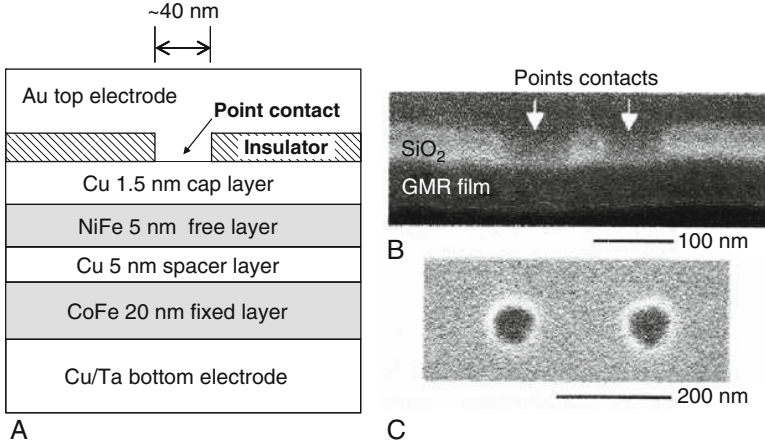 ~40 nm
Au top electrode
Point contact
Insulator
Cu 1.5 nm cap layer
NiFe 5 nm free layer
Cu 5 nm spacer layer
CoFe 20 nm fixed layer
Cu/Ta bottom electrode
A
Points contacts
SiO₂
GMR film
100 nm
B
200 nm
C